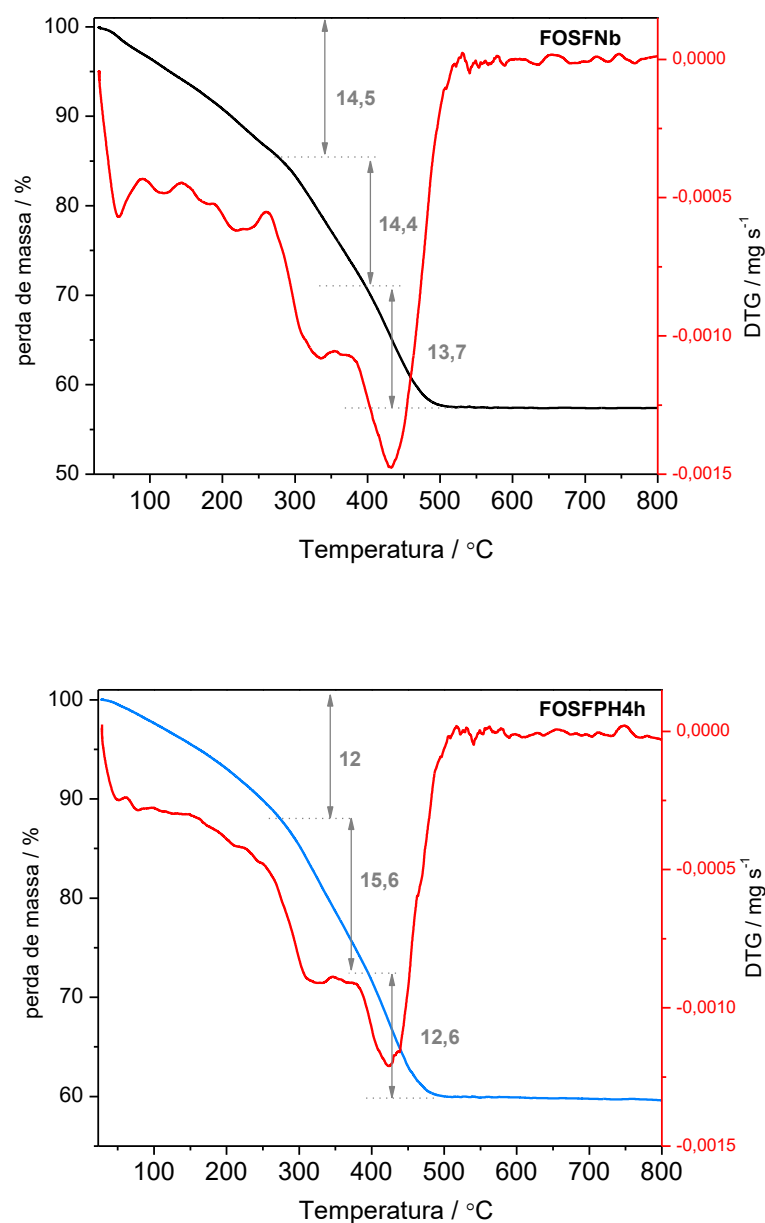 FOSFNb
100
90
80
70
60
50
perda de massa / %
14,5
14,4
13,7
0,0000
-0,0005
-0,0010
-0,0015
DTG / mg s⁻¹
100 200 300 400 500 600 700 800
Temperatura / °C
FOSFPH4h
100
90
80
70
60
perda de massa / %
12
15,6
12,6
0,0000
-0,0005
-0,0010
-0,0015
DTG / mg s⁻¹
100 200 300 400 500 600 700 800
Temperatura / °C